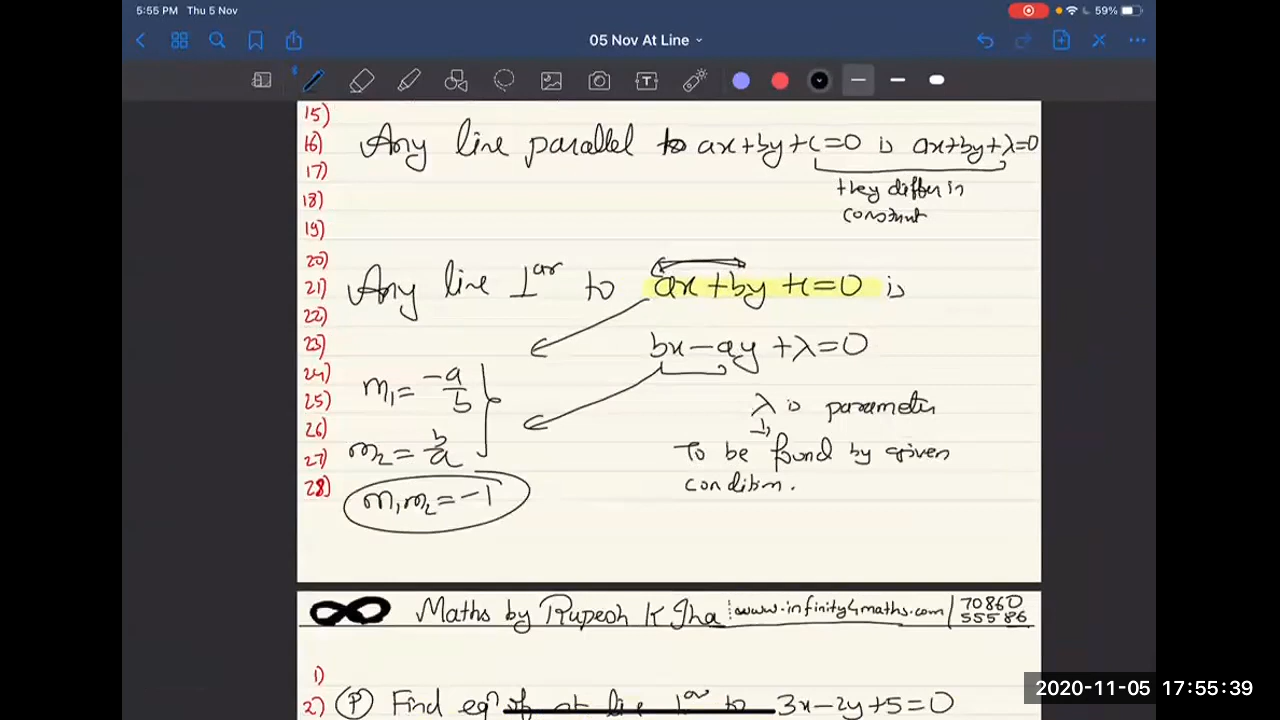 5:55 PM Thu 5 Nov
59%
05 Nov At Line
15)
16) Any line parallel to ax+by+c=0 is ax+by+λ=0
17)
they differ in
18)
constant
19)
20)
21) Any line ⊥ar to ax+by+c=0 is
22)
23) bx-ay+λ=0
24) m₁=-a/b
25) λ is parameter
26)
27) m₂=b/a To be found by given
28) condition.
m₁m₂=-1
Maths by Rupesh K Jha www.infinity4maths.com/ 70860 55586
1)
2) (P) Find eqⁿ of st line ⊥ar to 3x-2y+5=0
2020-11-05 17:55:39